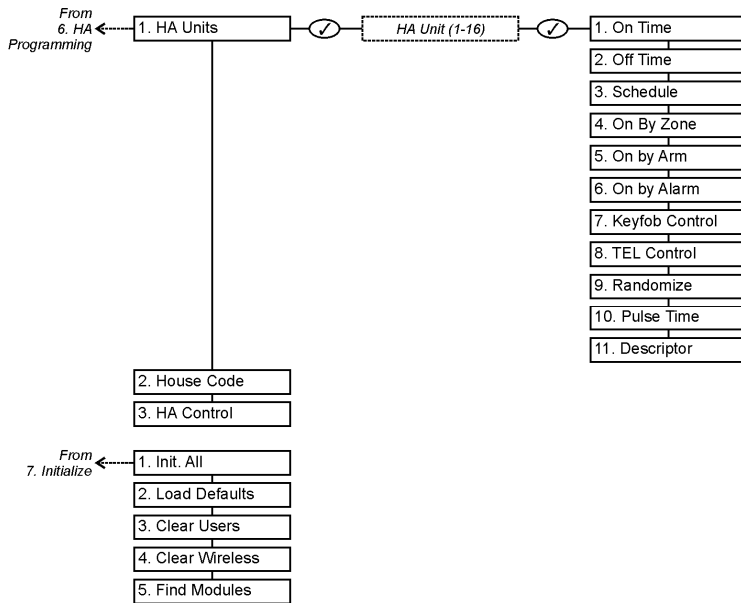 From
6. HA
Programming
1. HA Units
HA Unit (1-16)
1. On Time
2. Off Time
3. Schedule
4. On By Zone
5. On by Arm
6. On by Alarm
7. Keyfob Control
8. TEL Control
9. Randomize
10. Pulse Time
11. Descriptor
2. House Code
3. HA Control
From
7. Initialize
1. Init. All
2. Load Defaults
3. Clear Users
4. Clear Wireless
5. Find Modules